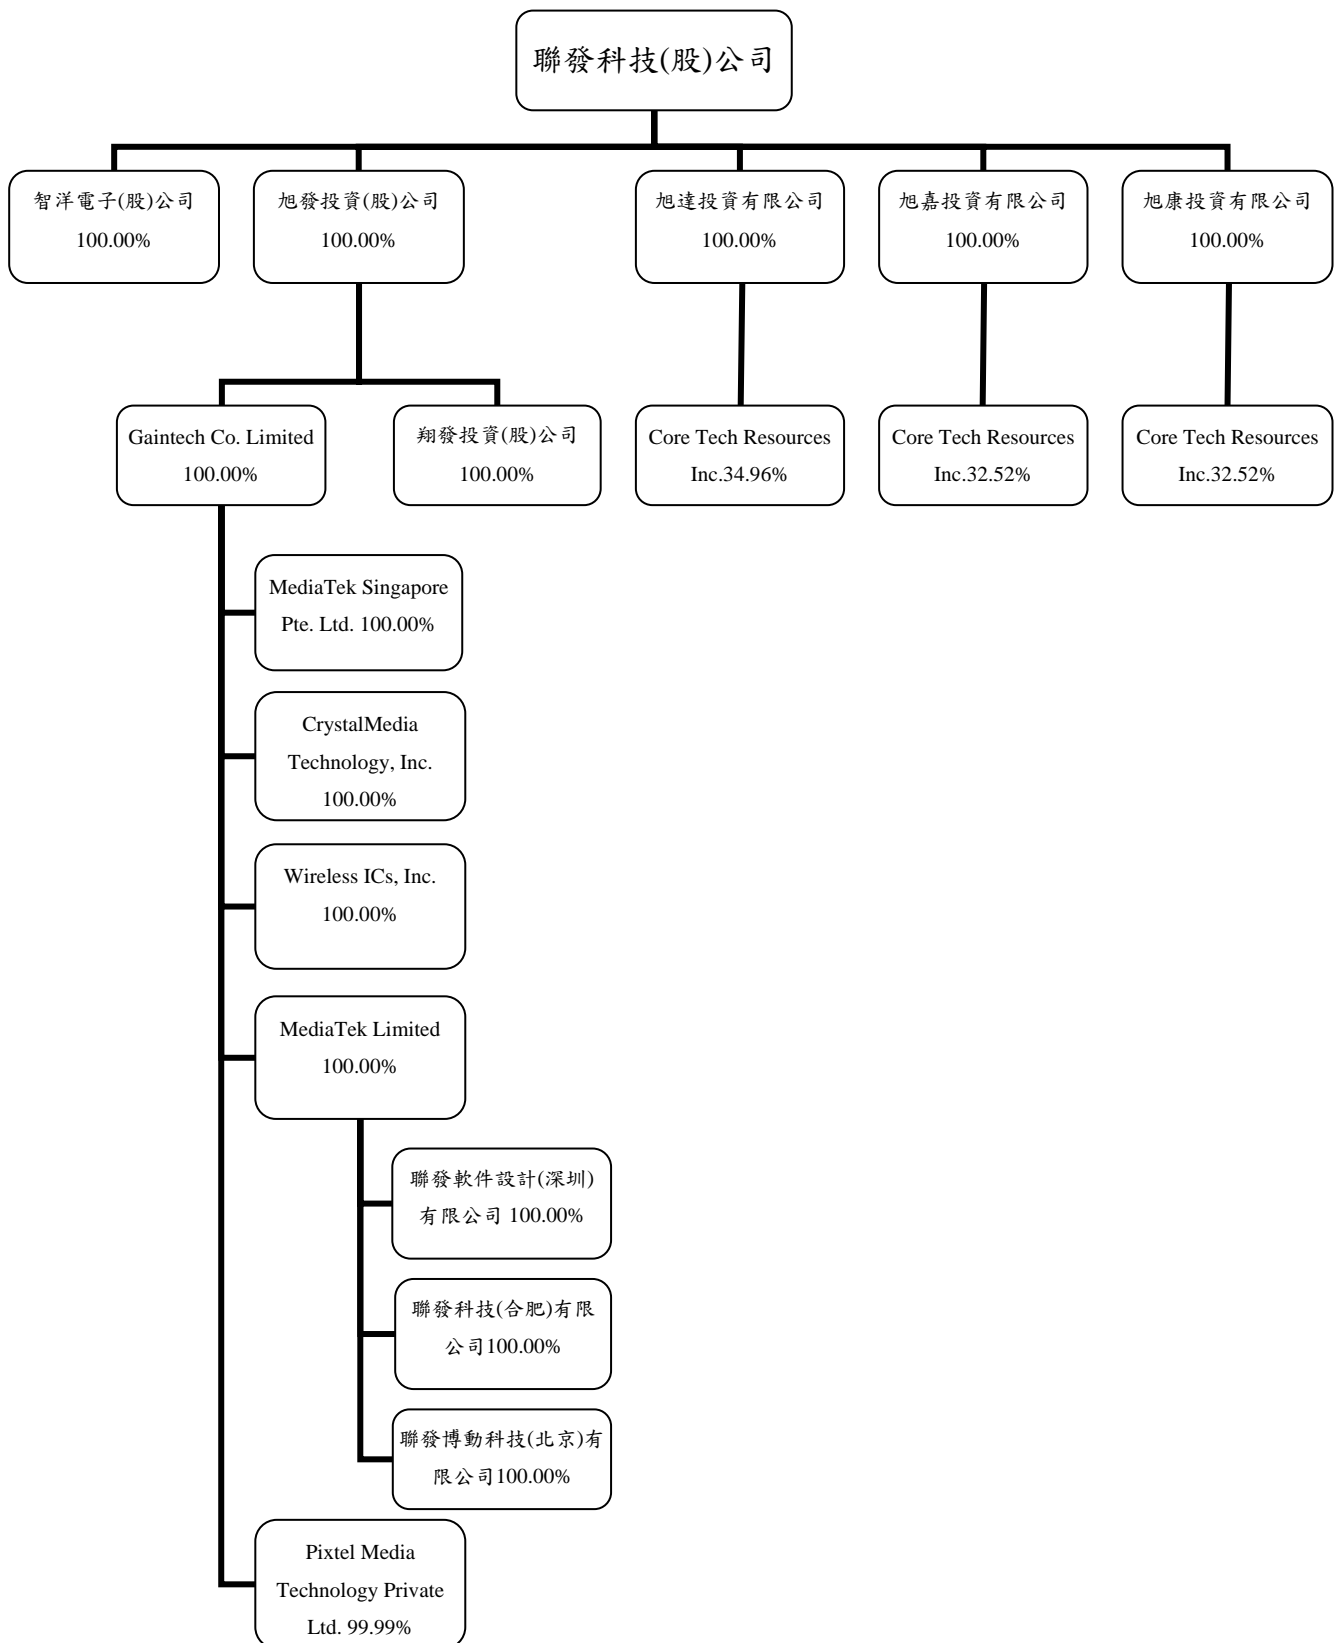 聯發科技(股)公司
智洋電子(股)公司
100.00%
旭發投資(股)公司
100.00%
旭達投資有限公司
100.00%
旭嘉投資有限公司
100.00%
旭康投資有限公司
100.00%
Gaintech Co. Limited
100.00%
翔發投資(股)公司
100.00%
Core Tech Resources
Inc.34.96%
Core Tech Resources
Inc.32.52%
Core Tech Resources
Inc.32.52%
MediaTek Singapore
Pte. Ltd. 100.00%
CrystalMedia
Technology, Inc.
100.00%
Wireless ICs, Inc.
100.00%
MediaTek Limited
100.00%
聯發軟件設計(深圳)
有限公司 100.00%
聯發科技(合肥)有限
公司100.00%
聯發博動科技(北京)有
限公司100.00%
Pixtel Media
Technology Private
Ltd. 99.99%